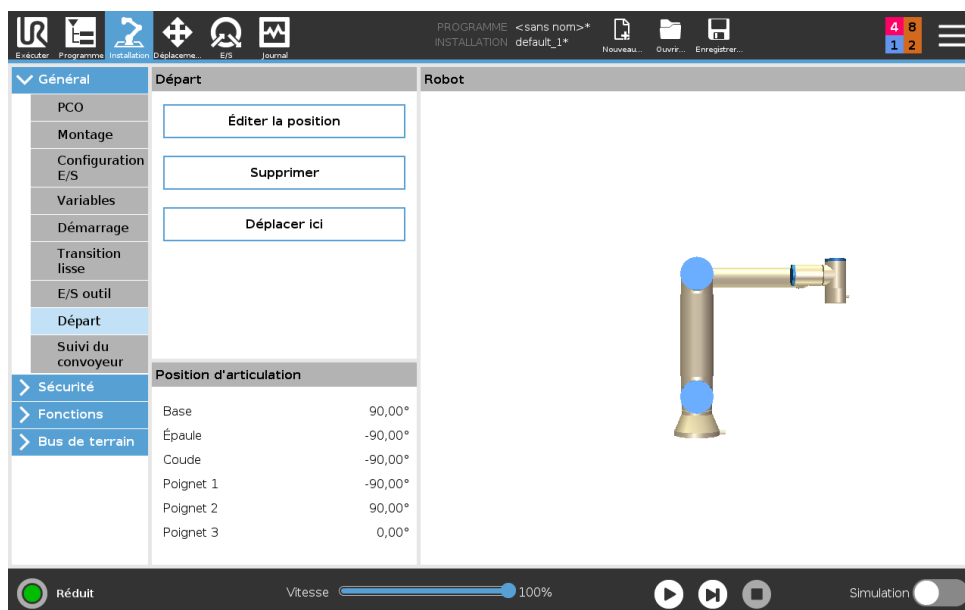 PROGRAMME <sans nom>*
INSTALLATION default_1*
Exécuter
Programme
Installation
Déplaceme...
E/S
Journal
Nouveau...
Ouvrir...
Enregistrer...
4 8
1 2
Général
PCO
Montage
Configuration
E/S
Variables
Démarrage
Transition
lisse
E/S outil
Départ
Suivi du
convoyeur
Sécurité
Fonctions
Bus de terrain
Départ
Éditer la position
Supprimer
Déplacer ici
Position d'articulation
Base 90,00°
Épaule -90,00°
Coude -90,00°
Poignet 1 -90,00°
Poignet 2 90,00°
Poignet 3 0,00°
Robot
Réduit
Vitesse 100%
Simulation